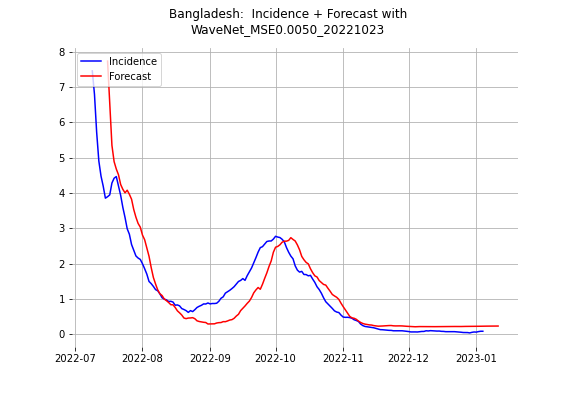 Bangladesh:  Incidence + Forecast with
WaveNet_MSE0.0050_20221023
8
7
6
5
4
3
2
1
0
Incidence
Forecast
2022-07 2022-08 2022-09 2022-10 2022-11 2022-12 2023-01